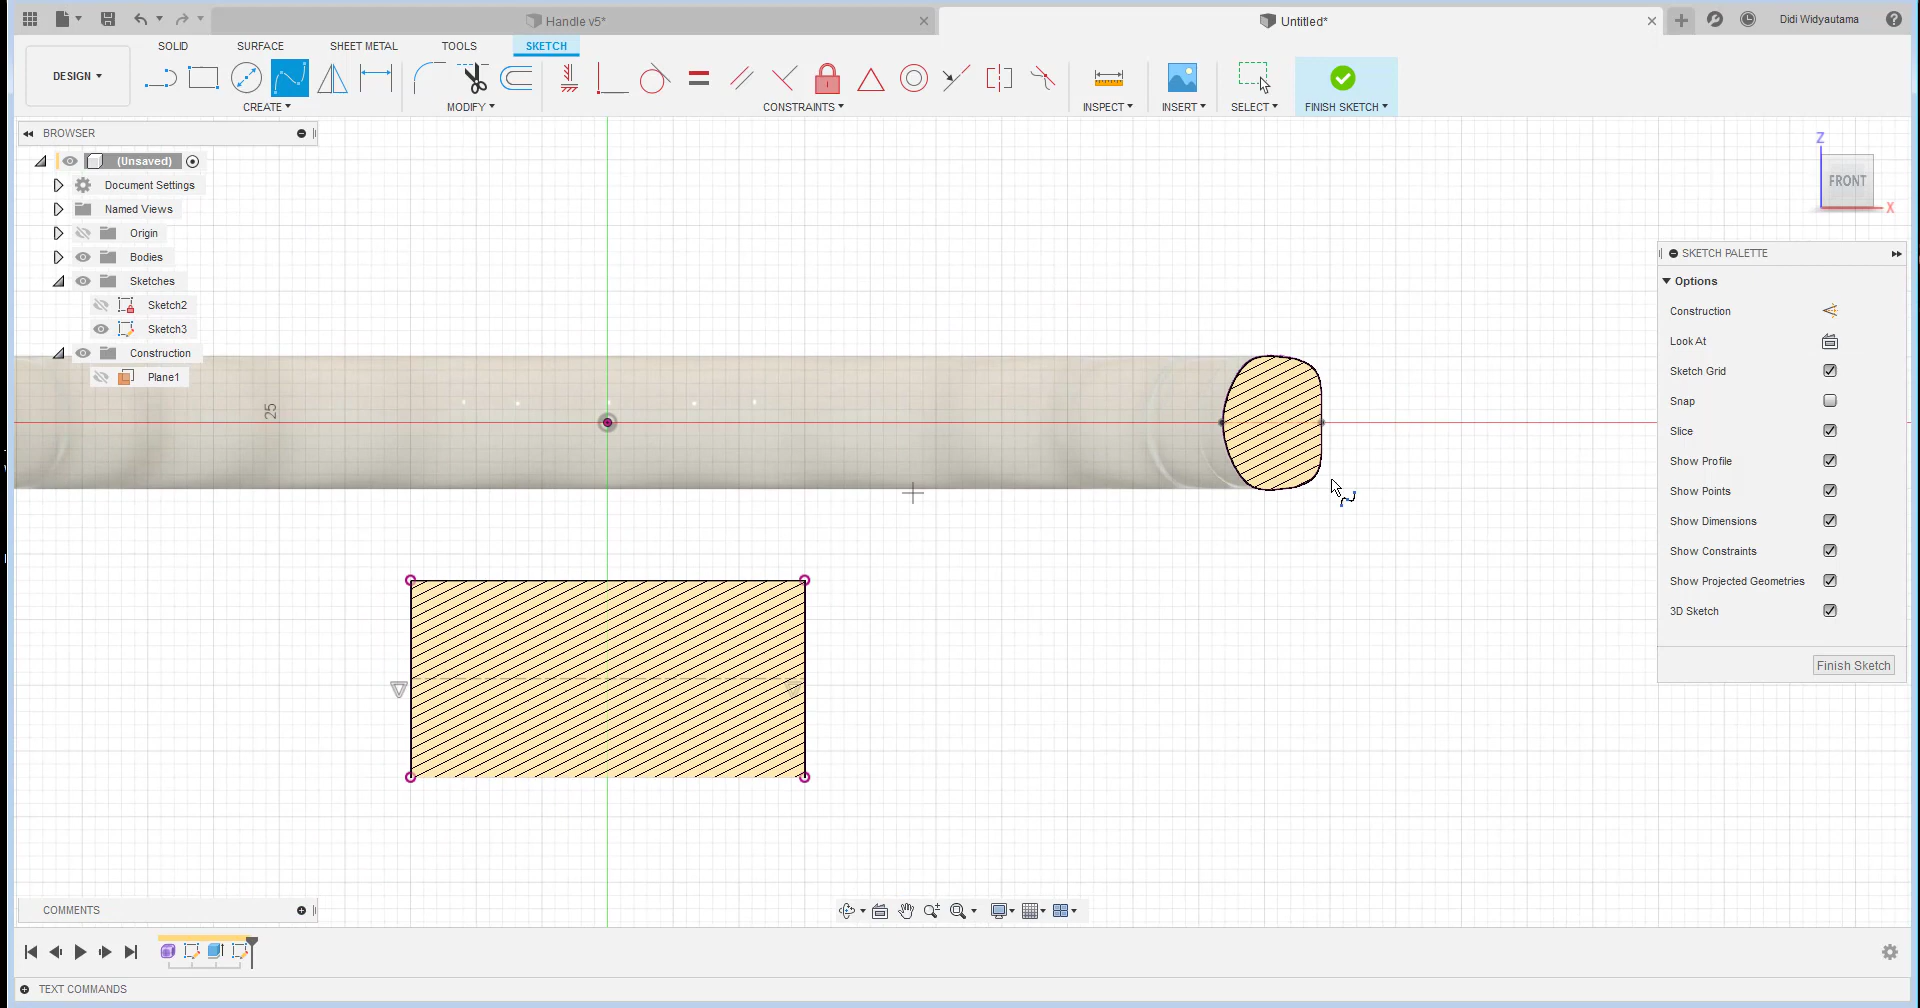 Handle v5*
Untitled*
Didi Widyautama
DESIGN
SOLID
SURFACE
SHEET METAL
TOOLS
SKETCH
CREATE
MODIFY
CONSTRAINTS
INSPECT
INSERT
SELECT
FINISH SKETCH
BROWSER
(Unsaved)
Document Settings
Named Views
Origin
Bodies
Sketches
Sketch2
Sketch3
Construction
Plane1
25
Z
FRONT
X
SKETCH PALETTE
Options
Construction
Look At
Sketch Grid
Snap
Slice
Show Profile
Show Points
Show Dimensions
Show Constraints
Show Projected Geometries
3D Sketch
Finish Sketch
COMMENTS
TEXT COMMANDS